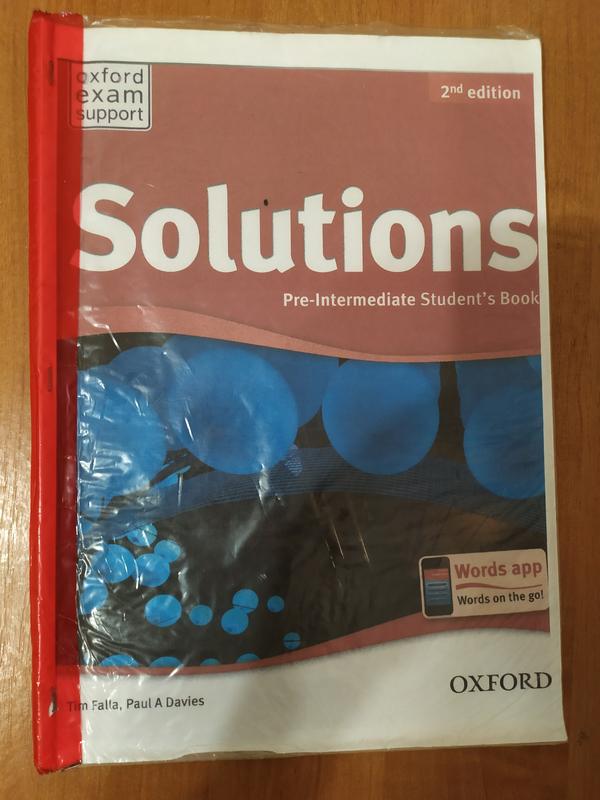 oxford
exam
support
2nd edition
Solutions
Pre-Intermediate Student's Book
Words app
Words on the go!
OXFORD
Tim Falla, Paul A Davies